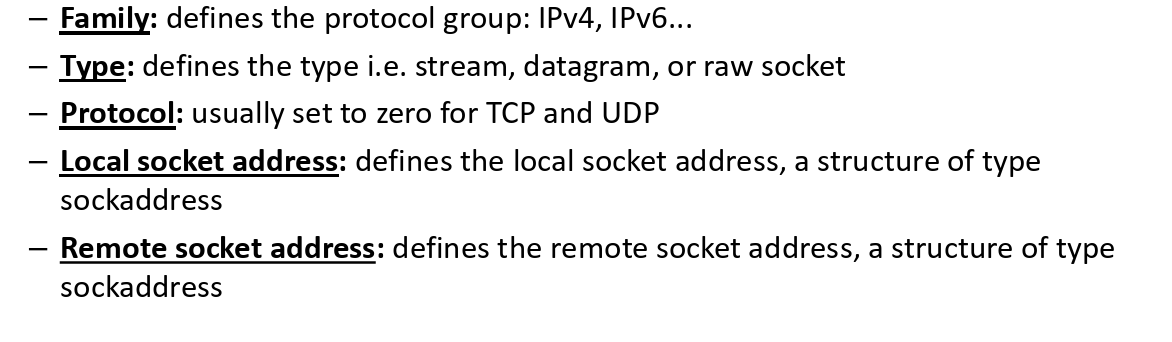 – Family: defines the protocol group: IPv4, IPv6...
– Type: defines the type i.e. stream, datagram, or raw socket
– Protocol: usually set to zero for TCP and UDP
– Local socket address: defines the local socket address, a structure of type
sockaddress
– Remote socket address: defines the remote socket address, a structure of type
sockaddress